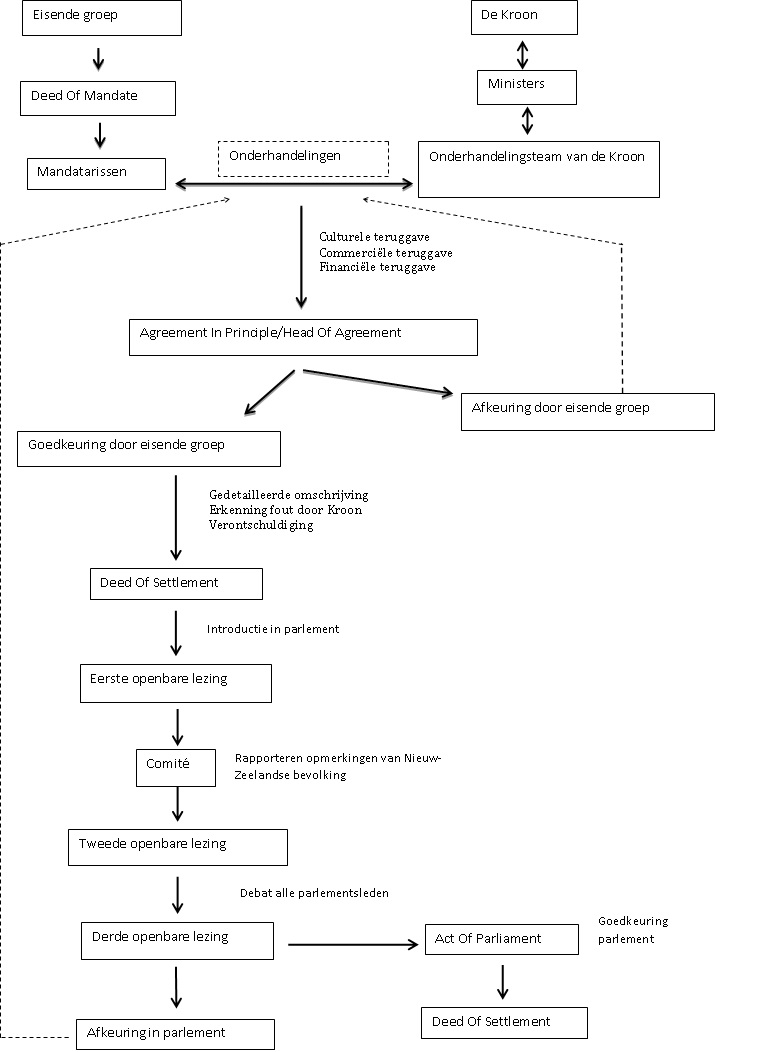 Eisende groep
De Kroon
Deed Of Mandate
Ministers
Mandatarissen
Onderhandelingen
Onderhandelingsteam van de Kroon
Culturele teruggave
Commerciële teruggave
Financiële teruggave
Agreement In Principle/Head Of Agreement
Afkeuring door eisende groep
Goedkeuring door eisende groep
Gedetailleerde omschrijving
Erkenning fout door Kroon
Verontschuldiging
Deed Of Settlement
Introductie in parlement
Eerste openbare lezing
Comité
Rapporteren opmerkingen van Nieuw-
Zeelandse bevolking
Tweede openbare lezing
Debat alle parlementsleden
Derde openbare lezing
Act Of Parliament
Goedkeuring
parlement
Afkeuring in parlement
Deed Of Settlement